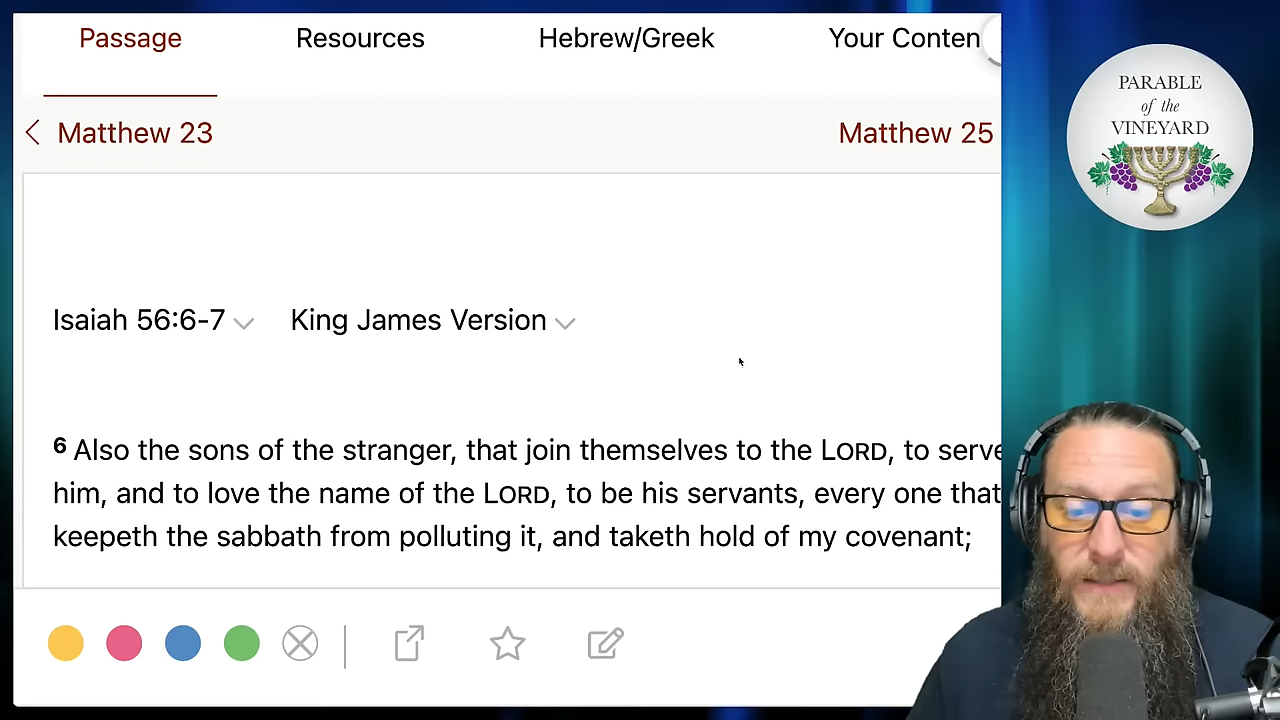 Passage Resources Hebrew/Greek Your Conten
Matthew 23 Matthew 25
Isaiah 56:6-7 King James Version
6 Also the sons of the stranger, that join themselves to the LORD, to serve
him, and to love the name of the LORD, to be his servants, every one that
keepeth the sabbath from polluting it, and taketh hold of my covenant;
PARABLE
of the
VINEYARD